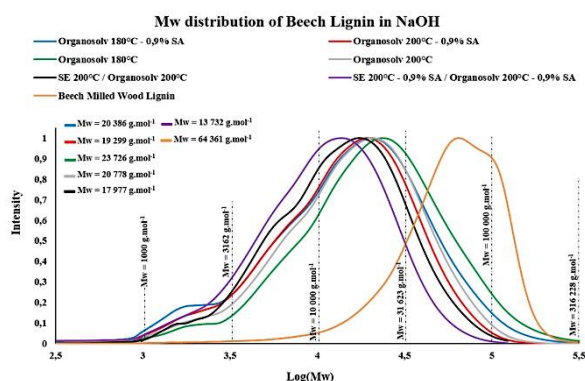 Mw distribution of Beech Lignin in NaOH
Organosolv 180°C - 0,9% SA
Organosolv 200°C - 0,9% SA
Organosolv 180°C
Organosolv 200°C
SE 200°C / Organosolv 200°C
SE 200°C - 0,9% SA / Organosolv 200°C - 0,9% SA
Beech Milled Wood Lignin
Mw = 20 386 g.mol-1
Mw = 13 732 g.mol-1
Mw = 19 299 g.mol-1
Mw = 64 361 g.mol-1
Mw = 23 726 g.mol-1
Mw = 20 778 g.mol-1
Mw = 17 977 g.mol-1
Intensity
1
0,9
0,8
0,7
0,6
0,5
0,4
0,3
0,2
0,1
0
Mw = 1000 g.mol-1
Mw = 3162 g.mol-1
Mw = 10 000 g.mol-1
Mw = 31 623 g.mol-1
Mw = 100 000 g.mol-1
Mw = 316 228 g.mol-1
2,5
3
3,5
4
4,5
5
5,5
Log(Mw)